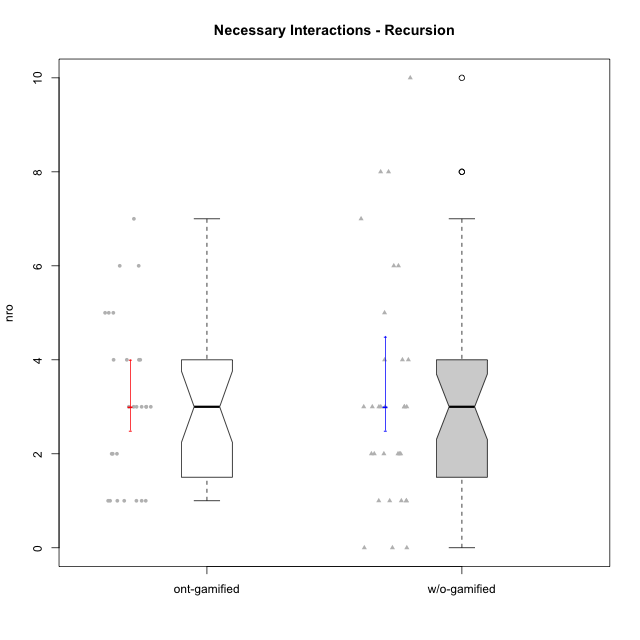 Necessary Interactions - Recursion
10
8
6
4
2
0
nro
ont-gamified
w/o-gamified